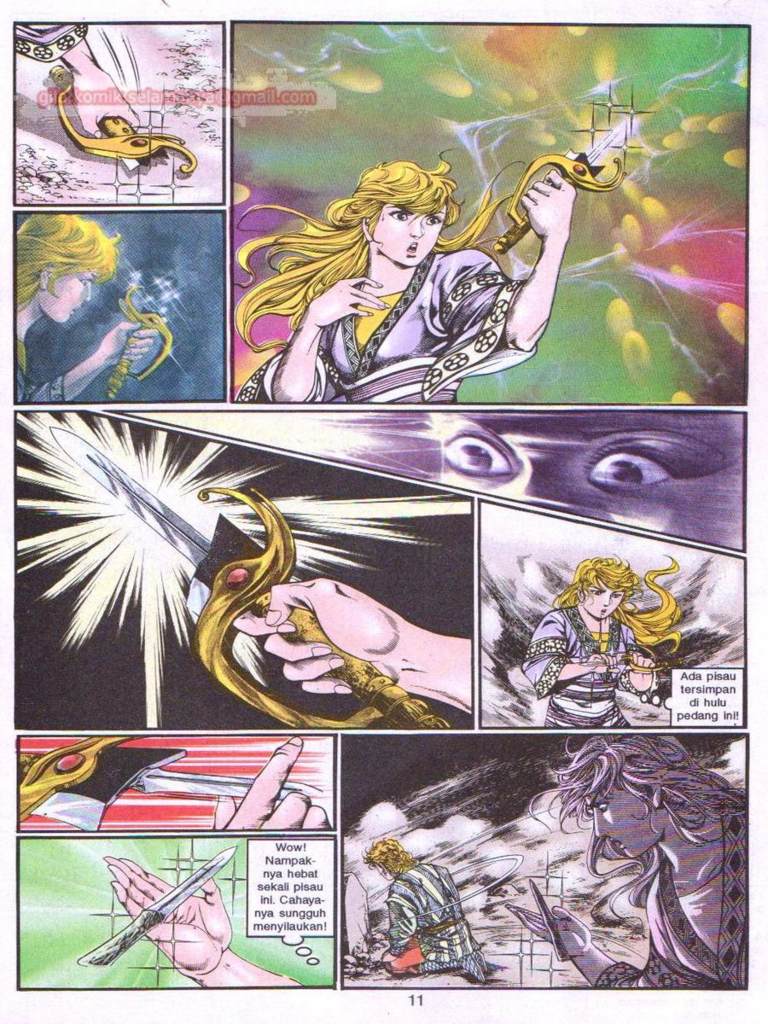 Ada pisau
tersimpan
di hulu
pedang ini!
Wow!
Nampak-
nya hebat
sekali pisau
ini. Cahaya-
nya sungguh
menyilaukan!
11